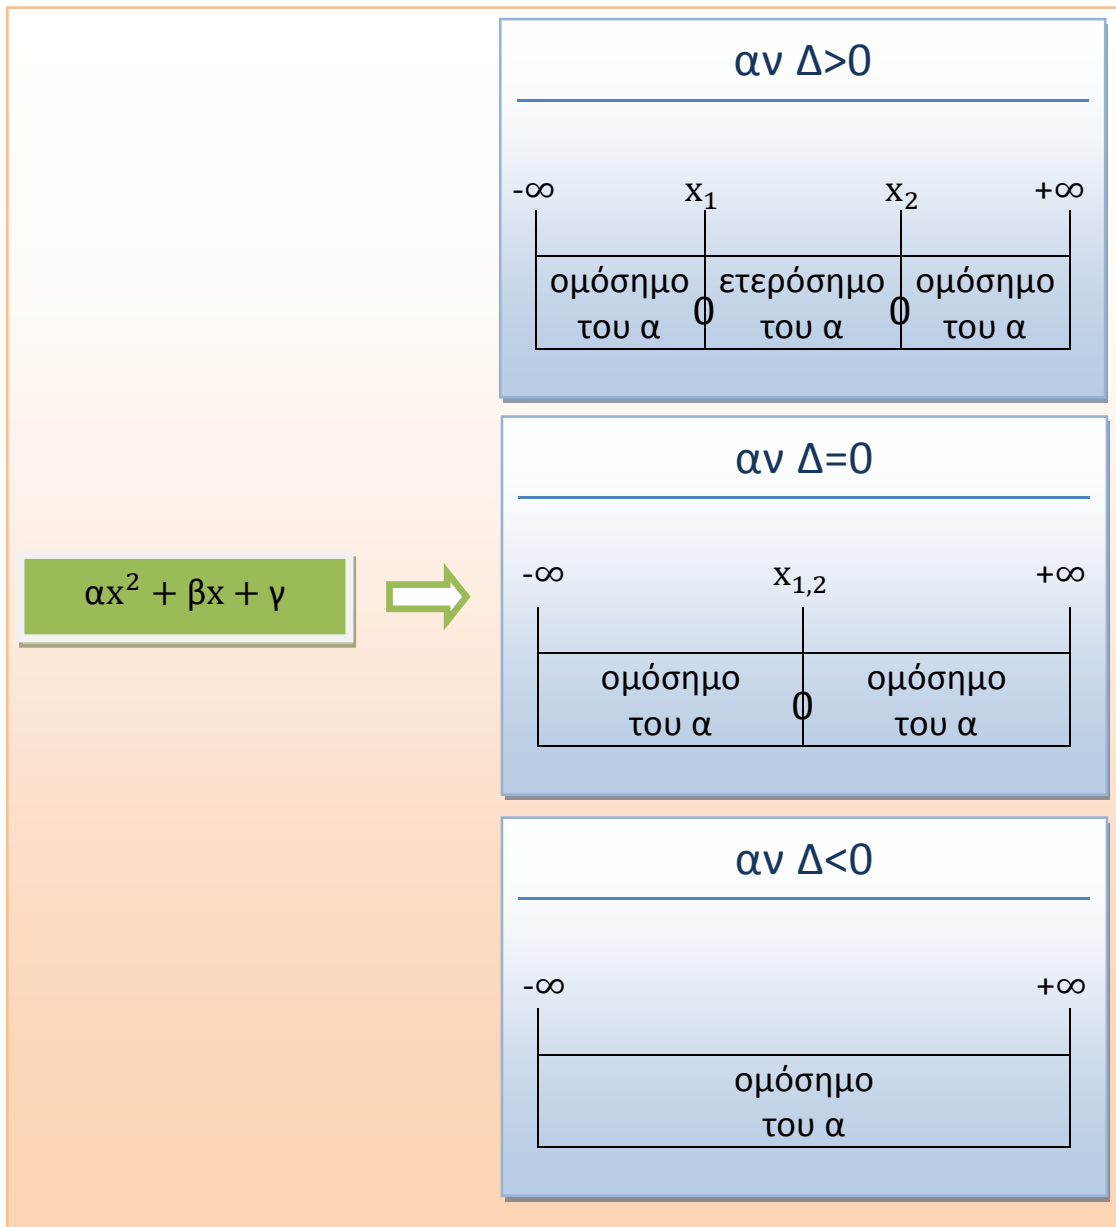 αν Δ>0
-∞ x₁ x₂ +∞
ομόσημο ετερόσημο ομόσημο
του α 0 του α 0 του α
αν Δ=0
αx² + βx + γ
-∞ x₁,₂ +∞
ομόσημο ομόσημο
του α 0 του α
αν Δ<0
-∞ +∞
ομόσημο
του α